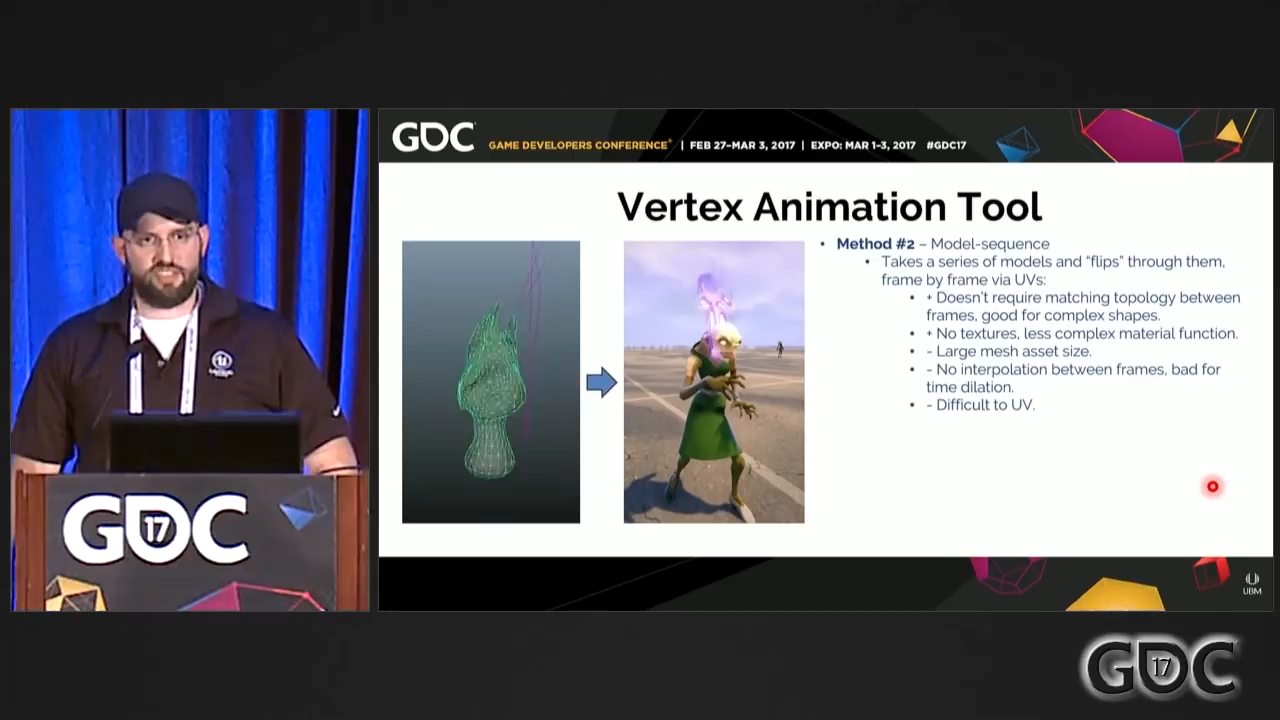 GDC
GAME DEVELOPERS CONFERENCE® | FEB 27–MAR 3, 2017 | EXPO: MAR 1-3, 2017 #GDC17
Vertex Animation Tool
• Method #2 – Model-sequence
• Takes a series of models and “flips” through them,
frame by frame via UVs:
• + Doesn't require matching topology between
frames, good for complex shapes.
• + No textures, less complex material function.
• - Large mesh asset size.
• - No interpolation between frames, bad for
time dilation.
• - Difficult to UV.
GDC
17
UBM
GDC
17